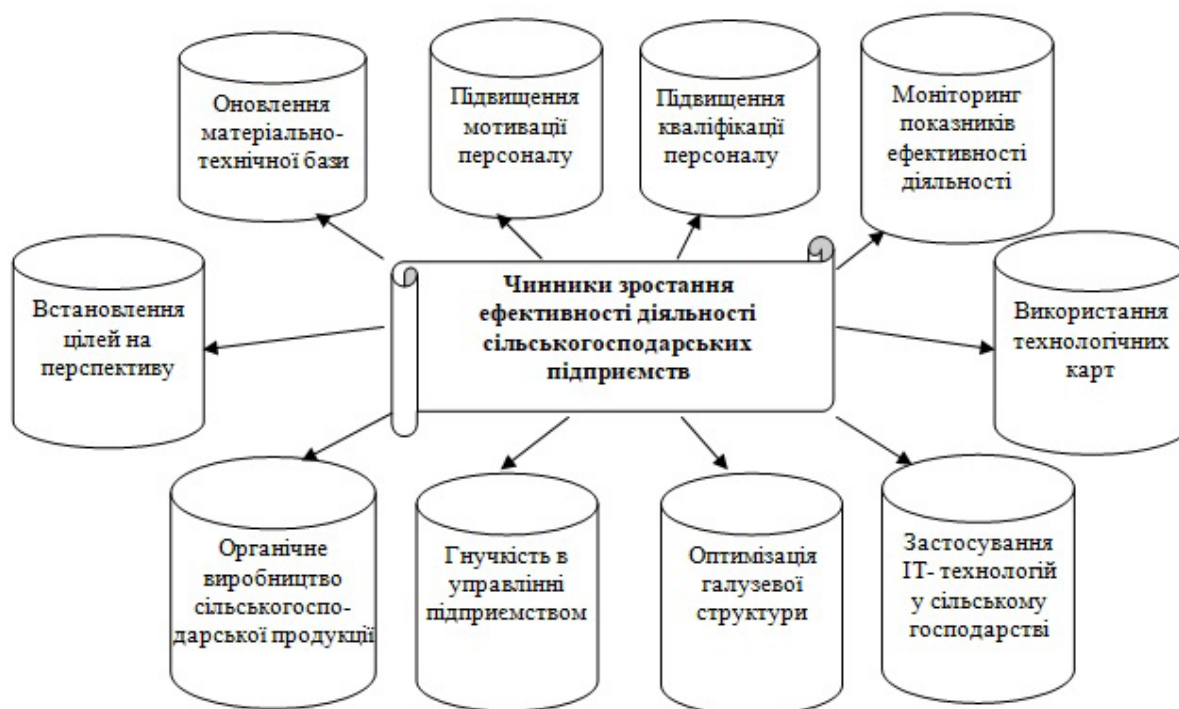 Оновлення
матеріально-
технічної бази
Підвищення
мотивації
персоналу
Підвищення
кваліфікації
персоналу
Моніторинг
показників
ефективності
діяльності
Встановлення
цілей на
перспективу
Чинники зростання
ефективності діяльності
сільськогосподарських
підприємств
Використання
технологічних
карт
Органічне
виробництво
сільськогоспо-
дарської продукції
Гнучкість в
управлінні
підприємством
Оптимізація
галузевої
структури
Застосування
ІТ- технологій
у сільському
господарстві